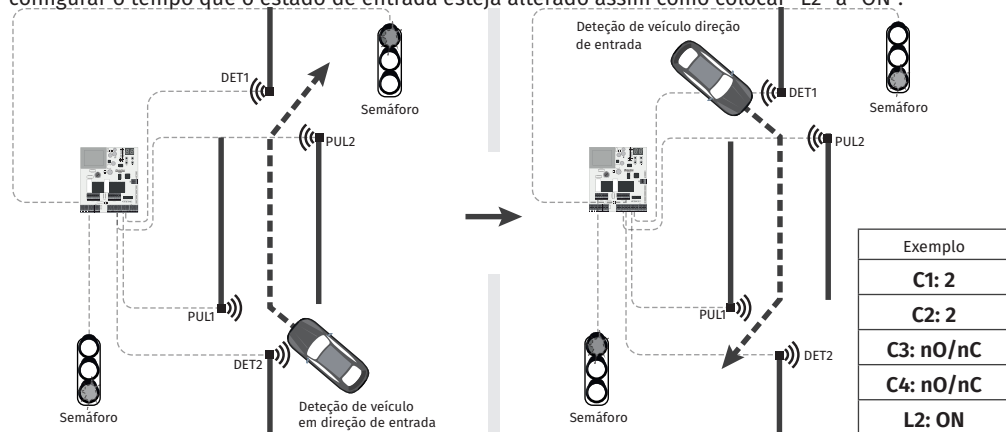 configurar o tempo que o estado de entrada esteja alterado assim como colocar "L2" a "ON".
DET1
Semáforo
PUL2
PUL1
DET2
Semáforo
Deteção de veículo
em direção de entrada
Deteção de veículo direção
de entrada
DET1
Semáforo
PUL2
PUL1
DET2
Semáforo
Exemplo
C1: 2
C2: 2
C3: nO/nC
C4: nO/nC
L2: ON